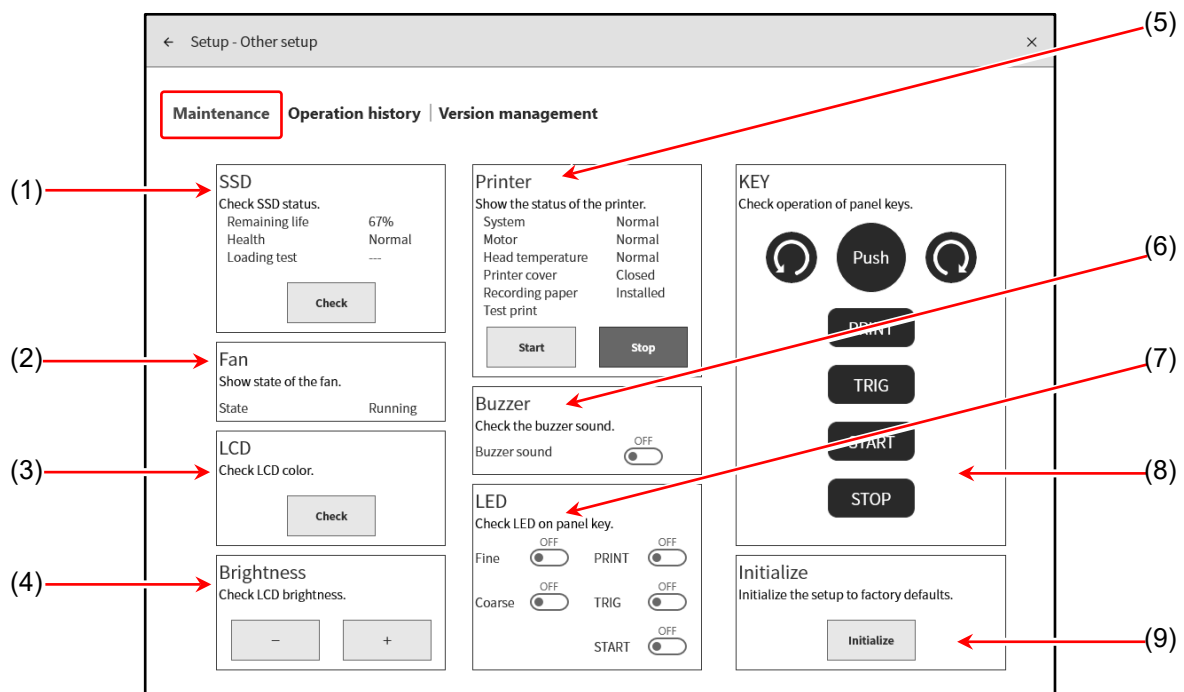 ← Setup - Other setup ×
Maintenance Operation history | Version management
(1)
SSD
Check SSD status.
Remaining life 67%
Health Normal
Loading test ---
Check
(2)
Fan
Show state of the fan.
State Running
(3)
LCD
Check LCD color.
Check
(4)
Brightness
Check LCD brightness.
− +
(5)
Printer
Show the status of the printer.
System Normal
Motor Normal
Head temperature Normal
Printer cover Closed
Recording paper Installed
Test print
Start Stop
(6)
Buzzer
Check the buzzer sound.
OFF
Buzzer sound
(7)
LED
Check LED on panel key.
OFF OFF
Fine PRINT
OFF OFF
Coarse TRIG
OFF
START
KEY
Check operation of panel keys.
Push
PRINT
TRIG
START
STOP
(8)
Initialize
Initialize the setup to factory defaults.
Initialize
(9)